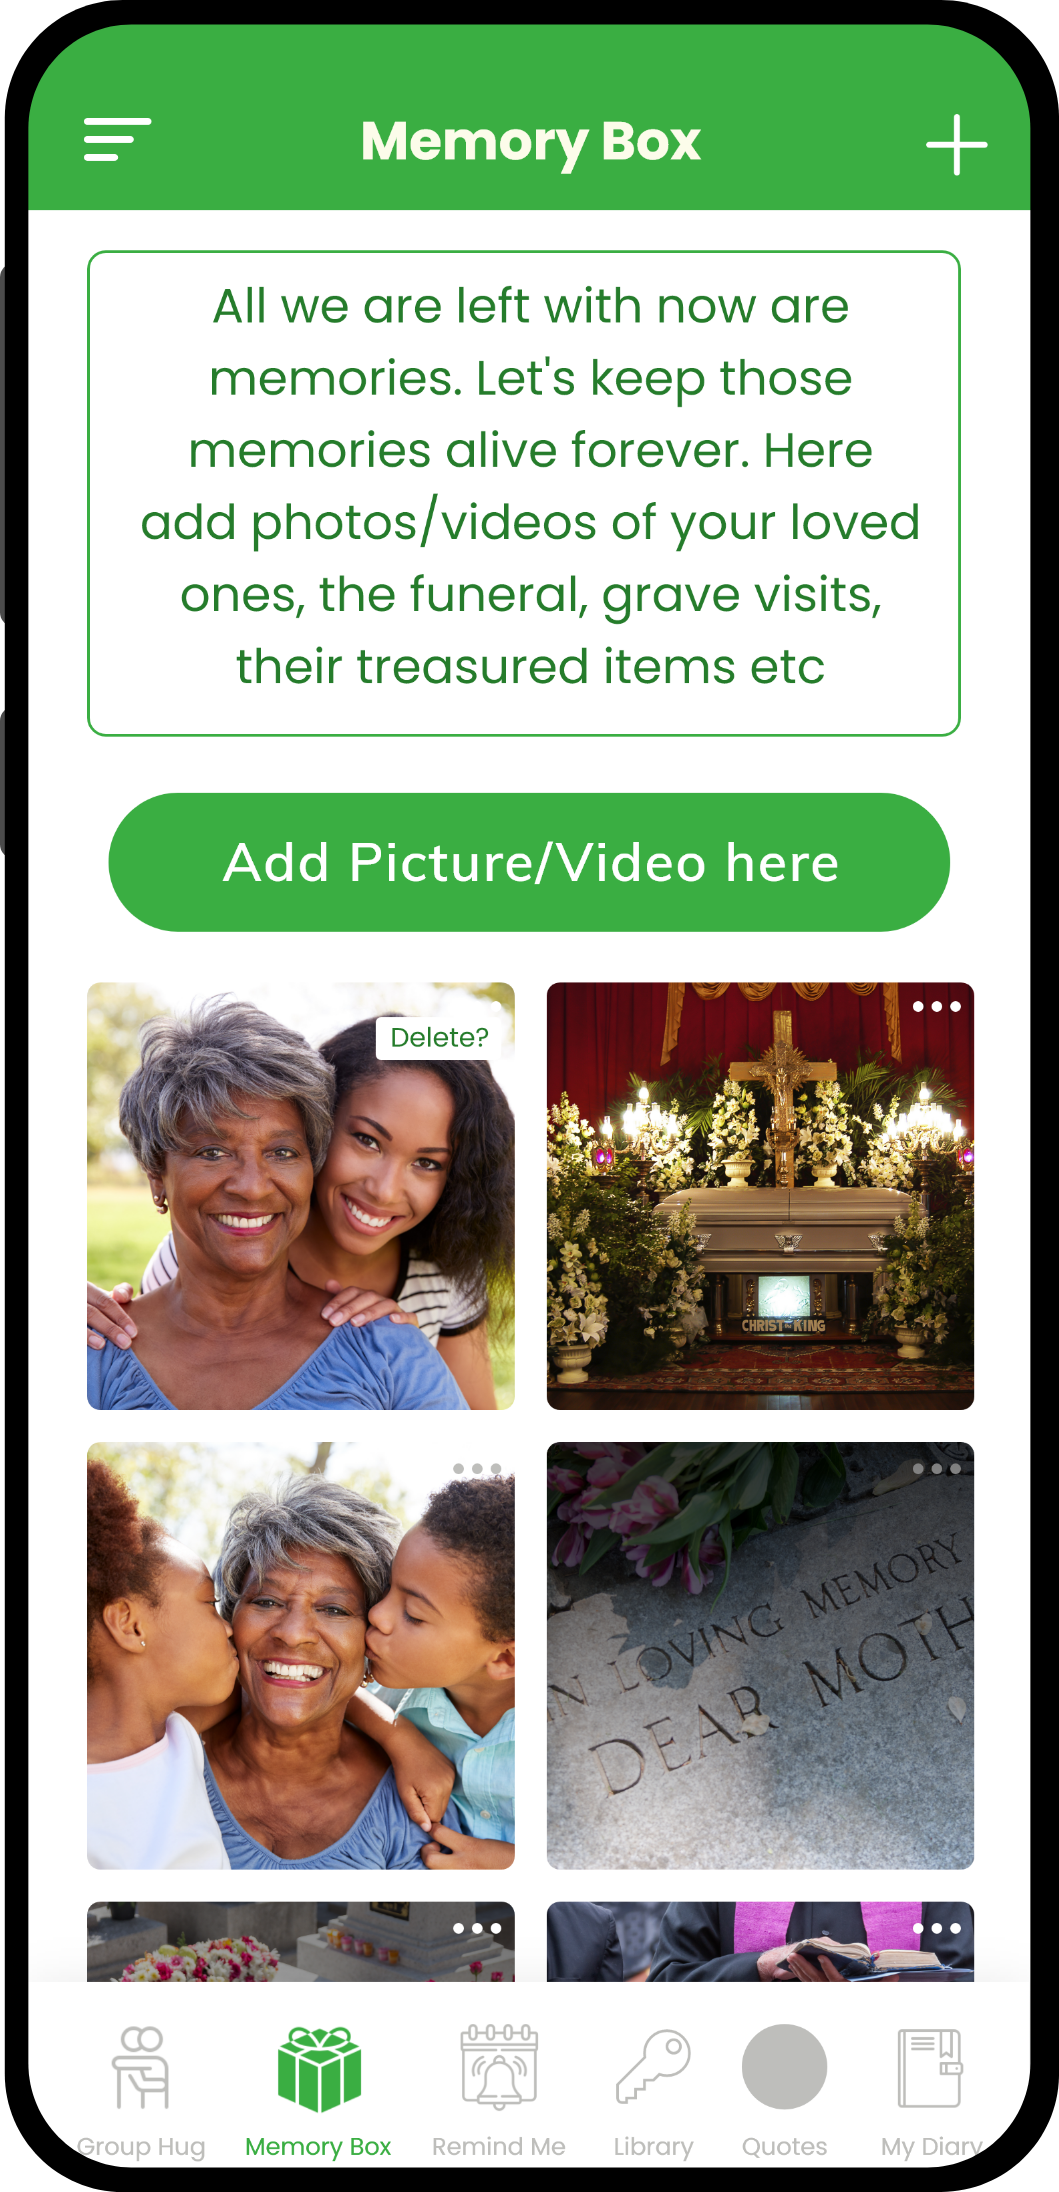 Memory Box
All we are left with now are
memories. Let's keep those
memories alive forever. Here
add photos/videos of your loved
ones, the funeral, grave visits,
their treasured items etc
Add Picture/Video here
Delete?
CHRIST the KING
IN LOVING MEMORY
DEAR MOTH
Group Hug
Memory Box
Remind Me
Library
Quotes
My Diary